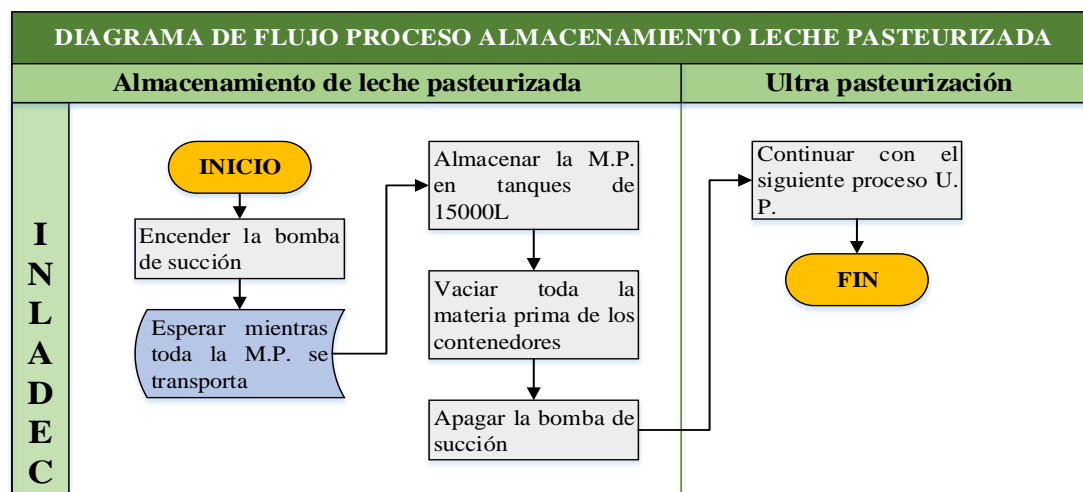 DIAGRAMA DE FLUJO PROCESO ALMACENAMIENTO LECHE PASTEURIZADA
Almacenamiento de leche pasteurizada
Ultra pasteurización
I
N
L
A
D
E
C
INICIO
Encender la bomba
de succión
Esperar mientras
toda la M.P. se
transporta
Almacenar la M.P.
en tanques de
15000L
Vaciar toda la
materia prima de los
contenedores
Apagar la bomba de
succión
Continuar con el
siguiente proceso U.
P.
FIN